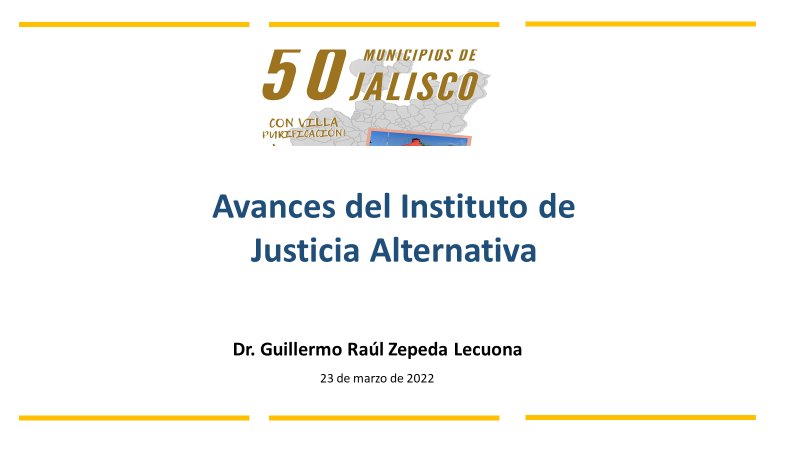 50 MUNICIPIOS DE
JALISCO
CON VILLA
PURIFICACIÓN!
Avances del Instituto de
Justicia Alternativa
Dr. Guillermo Raúl Zepeda Lecuona
23 de marzo de 2022